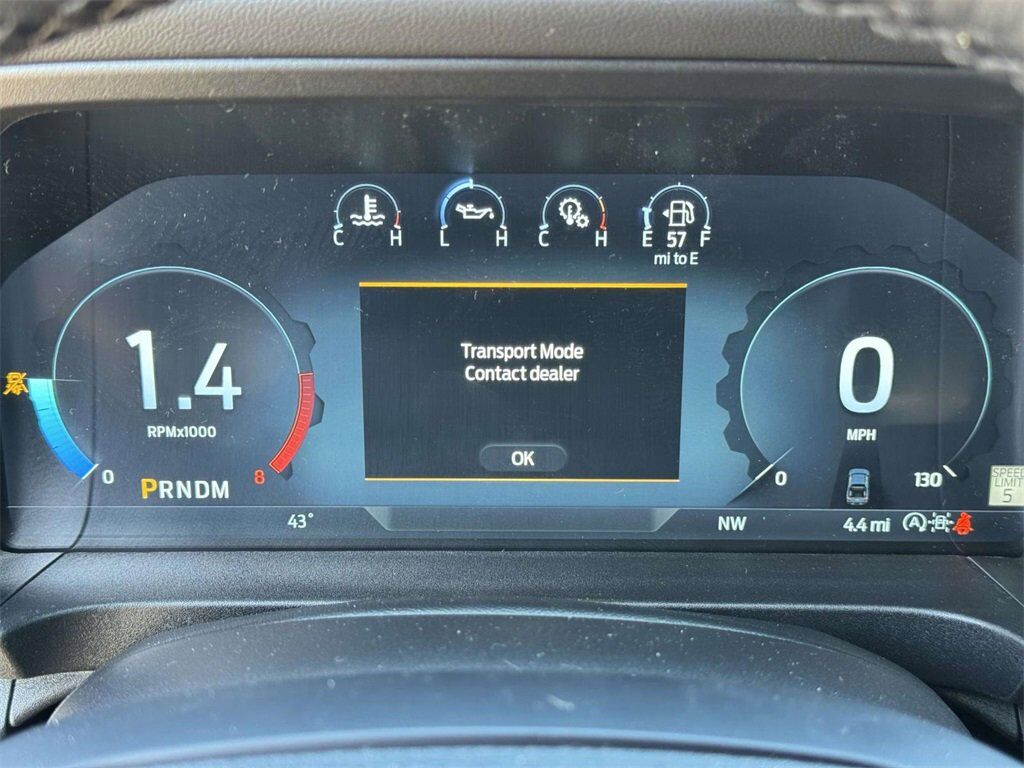 C H
L H
C H
E 57 F
mi to E
Transport Mode
Contact dealer
OK
1.4
RPMx1000
0 8
PRNDM
0
MPH
0 130
SPEED
LIMIT
5
43°
NW
4.4 mi
A